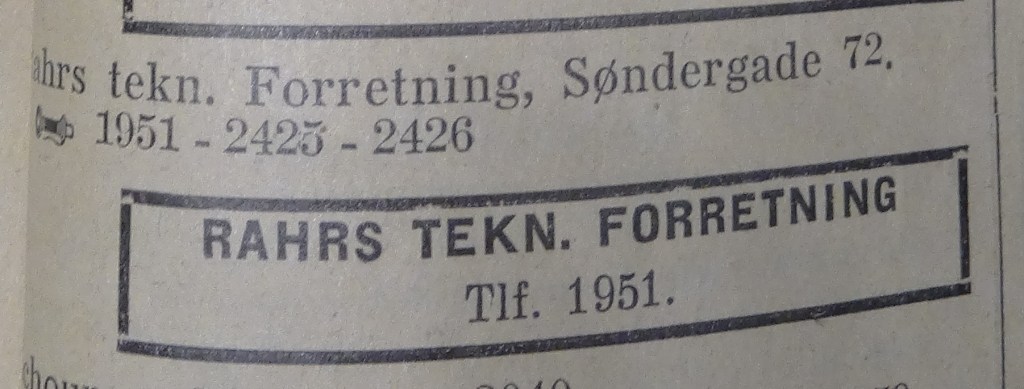 ahrs tekn. Forretning, Søndergade 72.
1951 - 2425 - 2426
RAHRS TEKN. FORRETNING
Tlf. 1951.